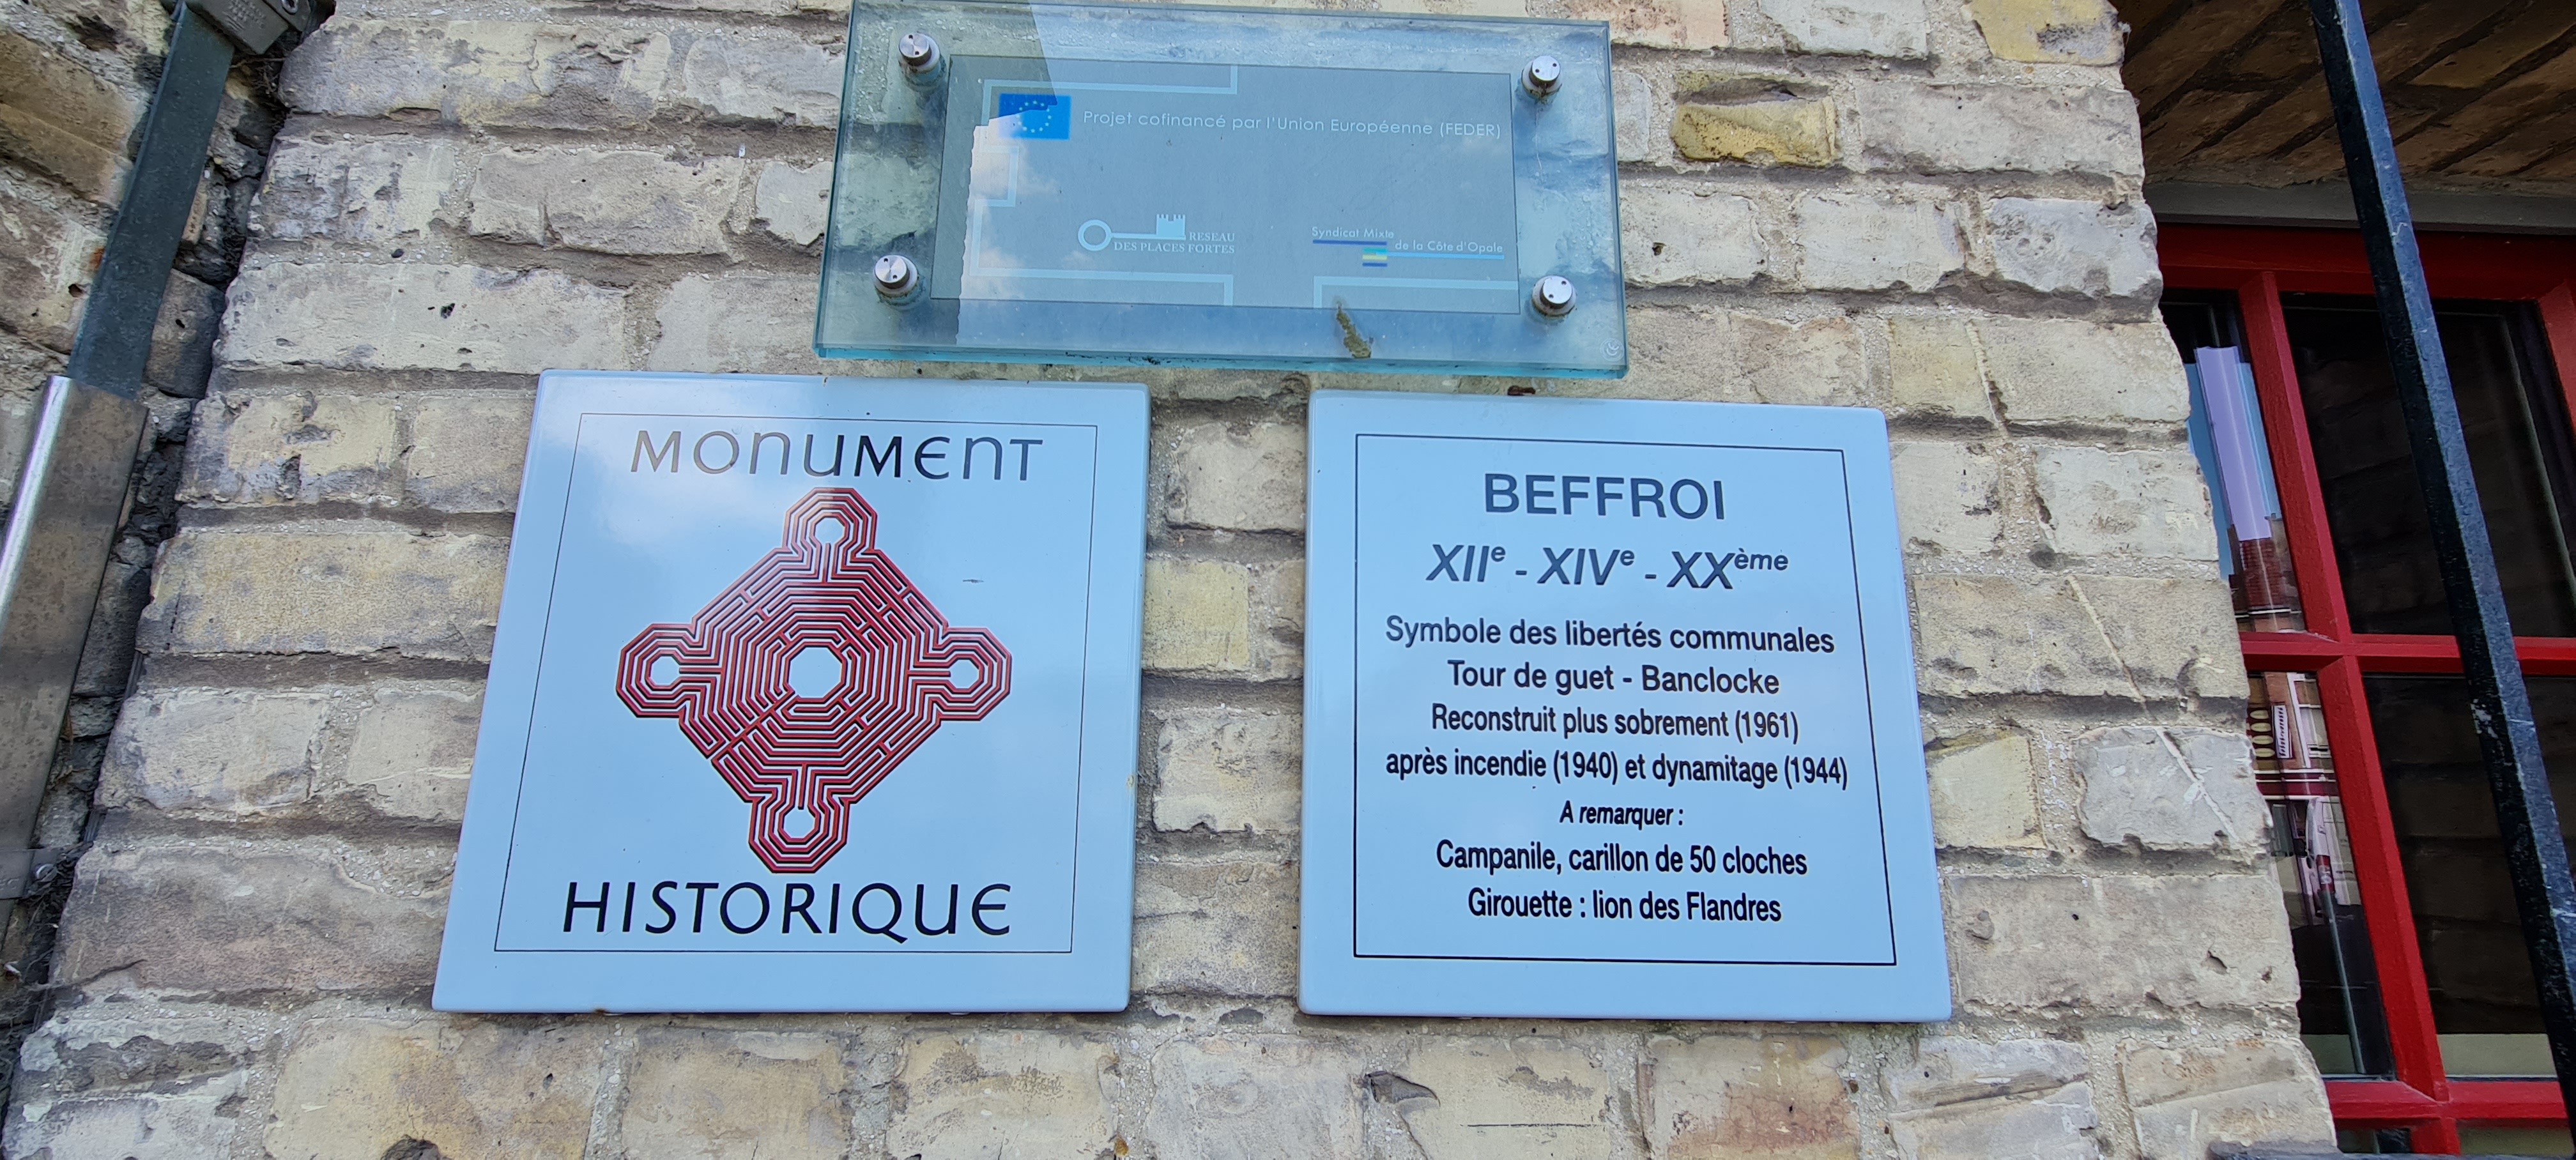 Projet cofinancé par l'Union Européenne (FEDER)
RESEAU
DES PLACES FORTES
Syndicat Mixte
de la Côte d'Opale
MONUMENT
HISTORIQUE
BEFFROI
XIIe - XIVe - XXème
Symbole des libertés communales
Tour de guet - Banclocke
Reconstruit plus sobrement (1961)
après incendie (1940) et dynamitage (1944)
A remarquer :
Campanile, carillon de 50 cloches
Girouette : lion des Flandres